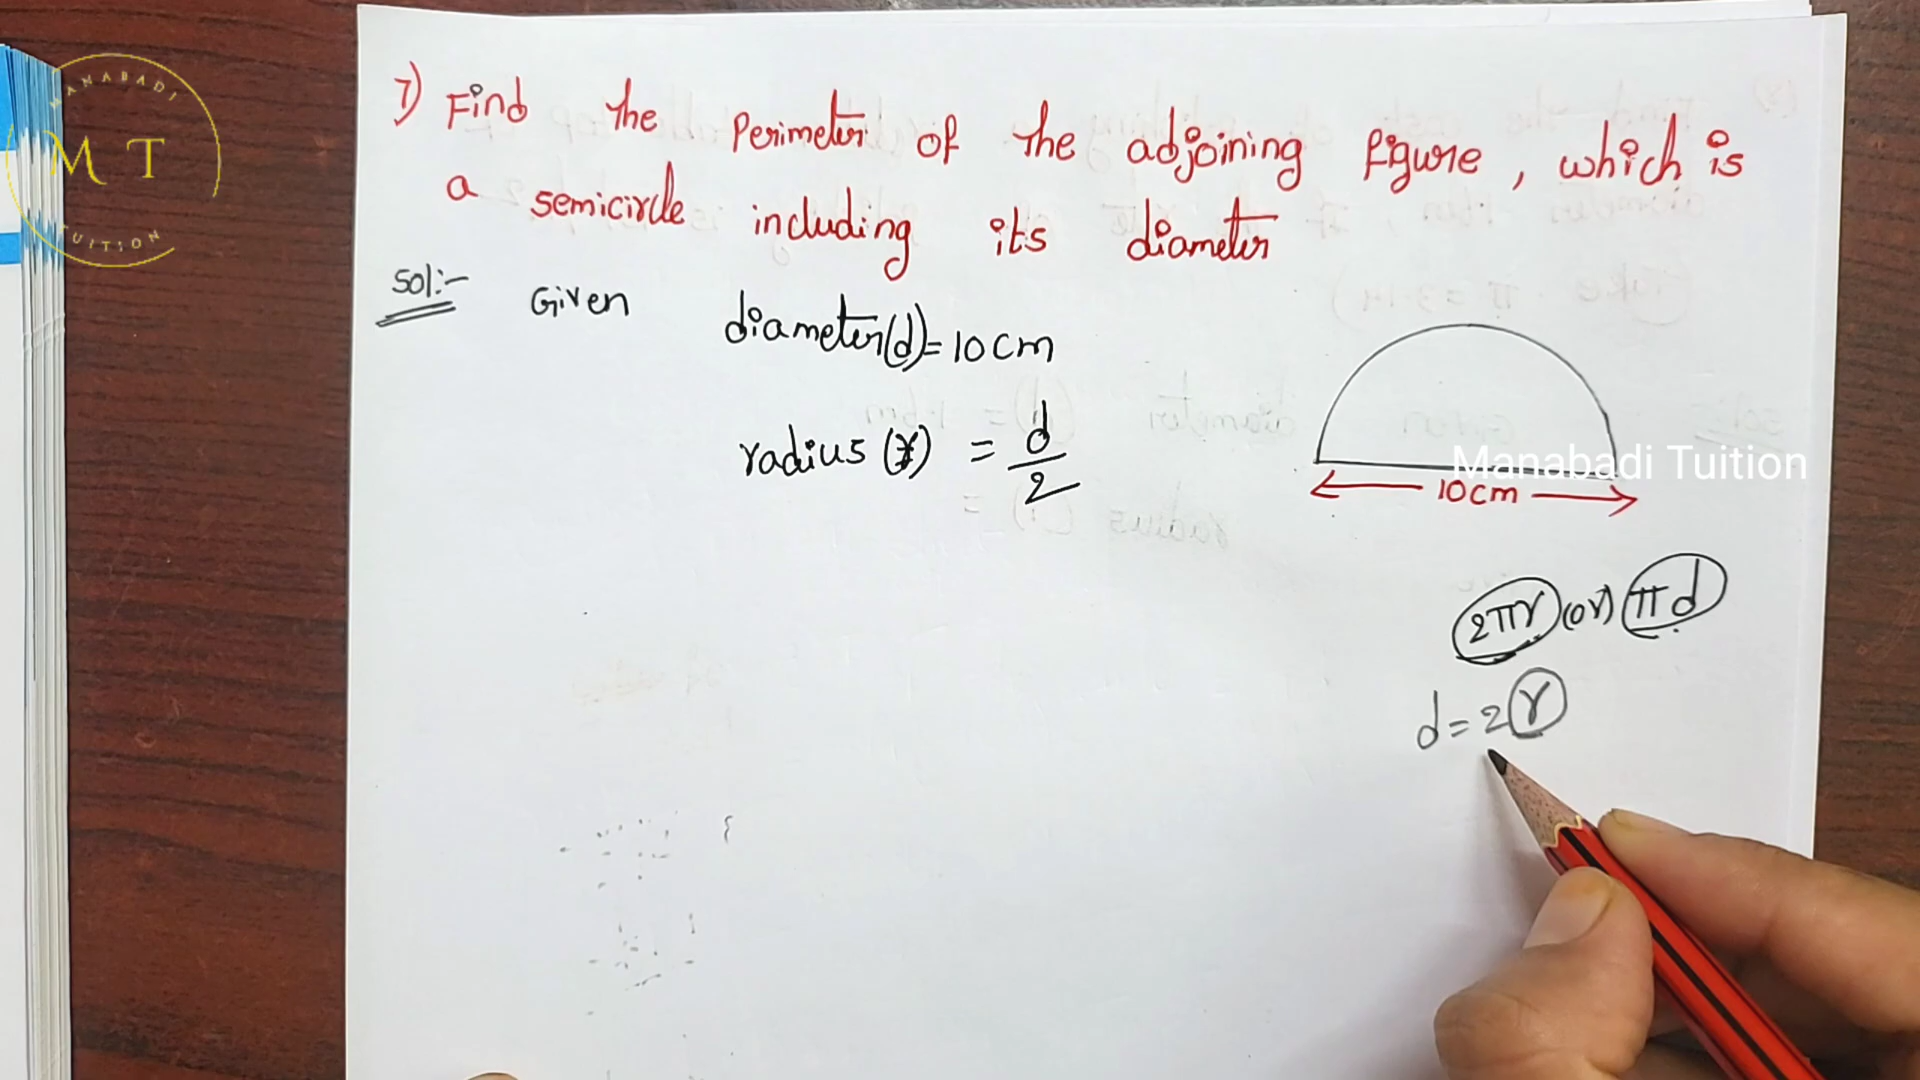 MANABADI
MT
TUITION
7) Find the Perimeter of the adjoining figure, which is
a semicircle including its diameter
Sol:- Given diameter(d)=10cm
radius (r) = d/2
Manabadi Tuition
10cm
2πr (or) πd
d=2r